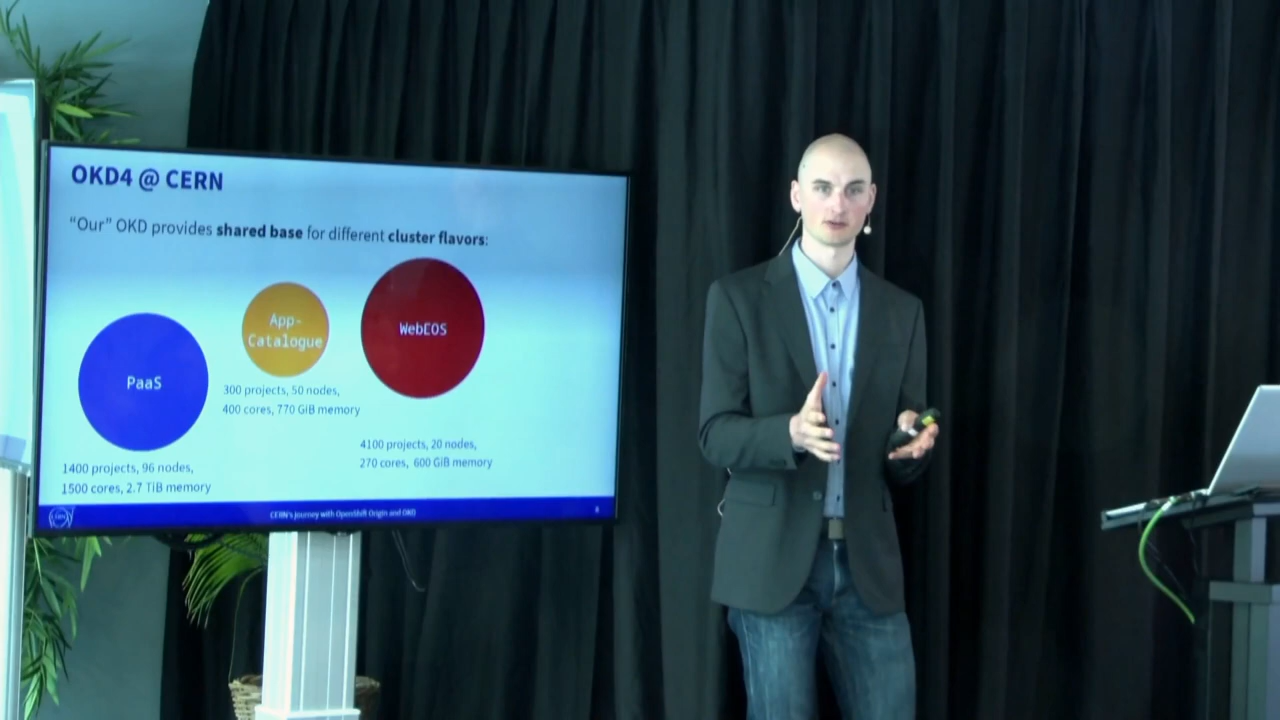 OKD4 @ CERN
“Our” OKD provides shared base for different cluster flavors:
PaaS
1400 projects, 96 nodes,
1500 cores, 2.7 TiB memory
App-
Catalogue
300 projects, 50 nodes,
400 cores, 770 GiB memory
WebEOS
4100 projects, 20 nodes,
270 cores, 600 GiB memory
CERN
CERN's journey with OpenShift Origin and OKD